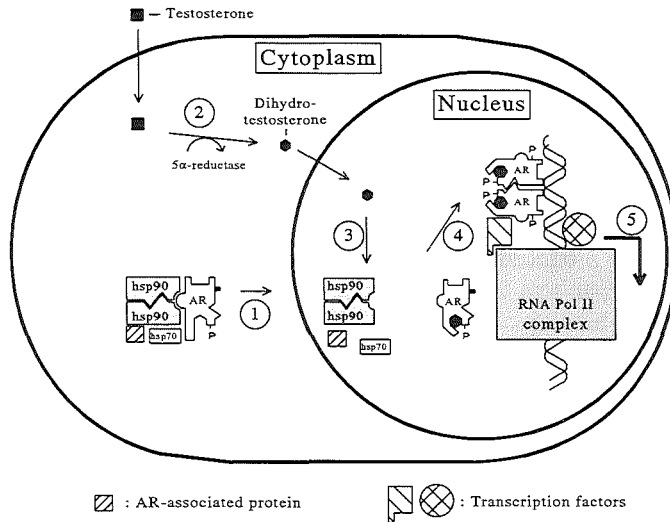 Testosterone
Cytoplasm
2
Dihydro-
testosterone
5α-reductase
Nucleus
P
AR
P
P
AR
P
5
3
4
hsp90
hsp90
AR
P
hsp70
1
hsp90
hsp90
hsp70
AR
P
RNA Pol II
complex
: AR-associated protein
: Transcription factors